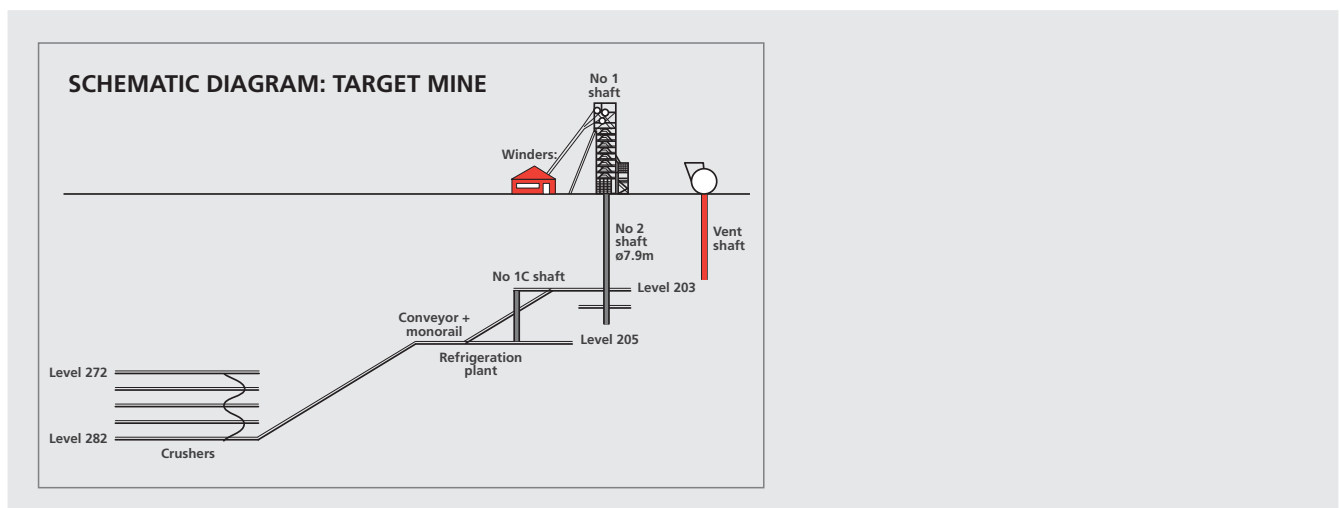 SCHEMATIC DIAGRAM: TARGET MINE
No 1
shaft
Winders:
No 2
shaft
ø7.9m
Vent
shaft
No 1C shaft
Level 203
Conveyor +
monorail
Level 205
Refrigeration
plant
Level 272
Level 282
Crushers